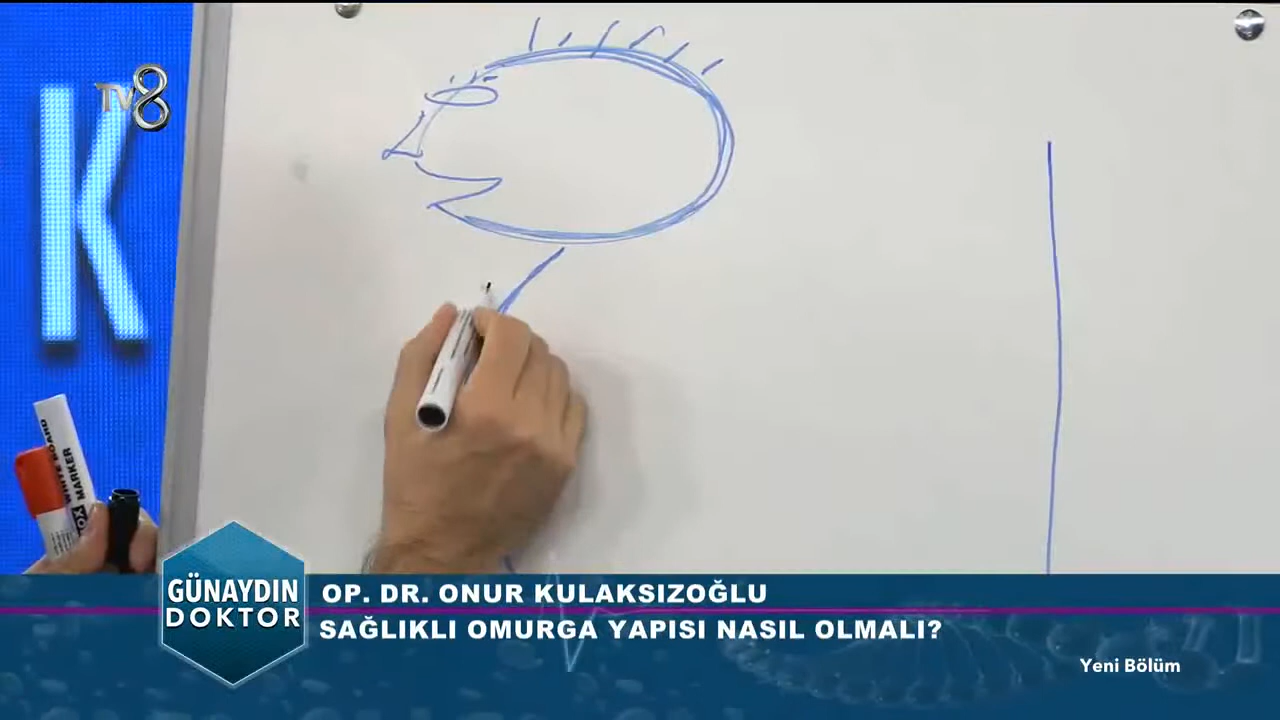 K
TV8
WHITE BOARD
MARKER
GÜNAYDIN
DOKTOR
OP. DR. ONUR KULAKSIZOĞLU
SAĞLIKLI OMURGA YAPISI NASIL OLMALI?
Yeni Bölüm